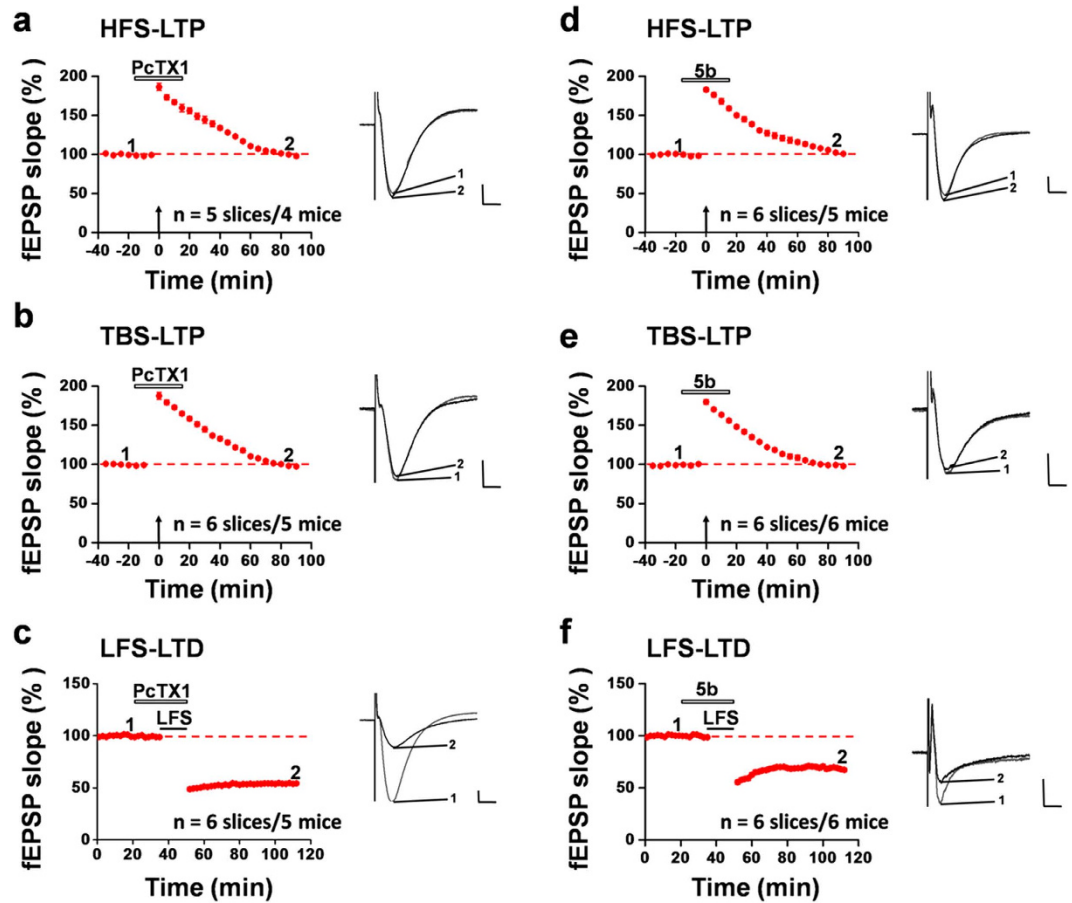 a
HFS-LTP
PcTX1
fEPSP slope (%)
200
150
100
50
0
1
2
n = 5 slices/4 mice
-40 -20 0 20 40 60 80 100
Time (min)
1
2
d
HFS-LTP
5b
fEPSP slope (%)
200
150
100
50
0
1
2
n = 6 slices/5 mice
-40 -20 0 20 40 60 80 100
Time (min)
1
2
b
TBS-LTP
PcTX1
fEPSP slope (%)
200
150
100
50
0
1
2
n = 6 slices/5 mice
-40 -20 0 20 40 60 80 100
Time (min)
2
1
e
TBS-LTP
5b
fEPSP slope (%)
200
150
100
50
0
1
2
n = 6 slices/6 mice
-40 -20 0 20 40 60 80 100
Time (min)
2
1
c
LFS-LTD
PcTX1
LFS
fEPSP slope (%)
150
100
50
0
1
2
n = 6 slices/5 mice
0 20 40 60 80 100 120
Time (min)
2
1
f
LFS-LTD
5b
LFS
fEPSP slope (%)
150
100
50
0
1
2
n = 6 slices/6 mice
0 20 40 60 80 100 120
Time (min)
2
1